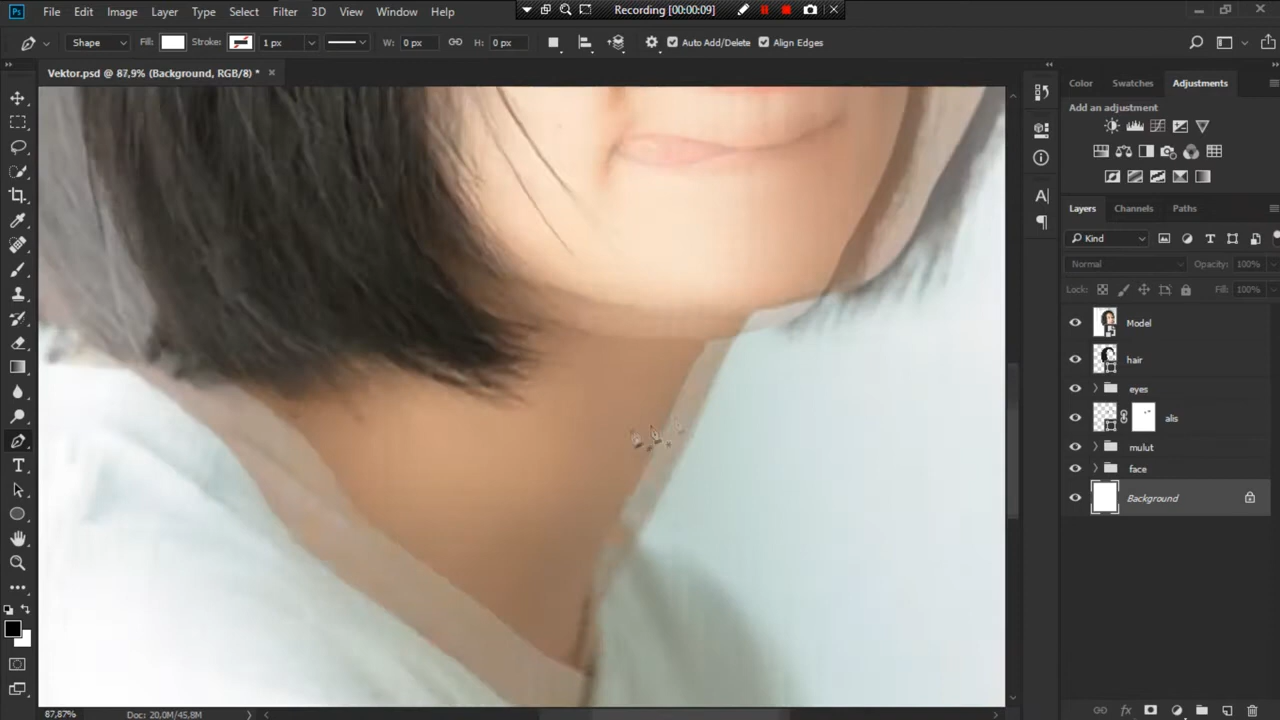 Ps File Edit Image Layer Type Select Filter 3D View Window Help
Recording [00:00:09]
Shape Fill: Stroke: 1 px W: 0 px H: 0 px Auto Add/Delete Align Edges
Vektor.psd @ 87,9% (Background, RGB/8) *
Color Swatches Adjustments
Add an adjustment
Layers Channels Paths
Kind
Normal Opacity: 100%
Lock: Fill: 100%
Model
hair
eyes
alis
mulut
face
Background
87,87% Doc: 20,0M/45,8M